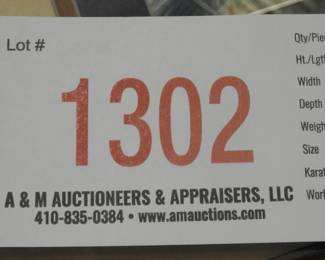 Lot #
1302
A & M AUCTIONEERS & APPRAISERS, LLC
410-835-0384 • www.amauctions.com
Qty/Pie
Ht./Lgt
Width
Depth
Weigh
Size
Karat
Wor